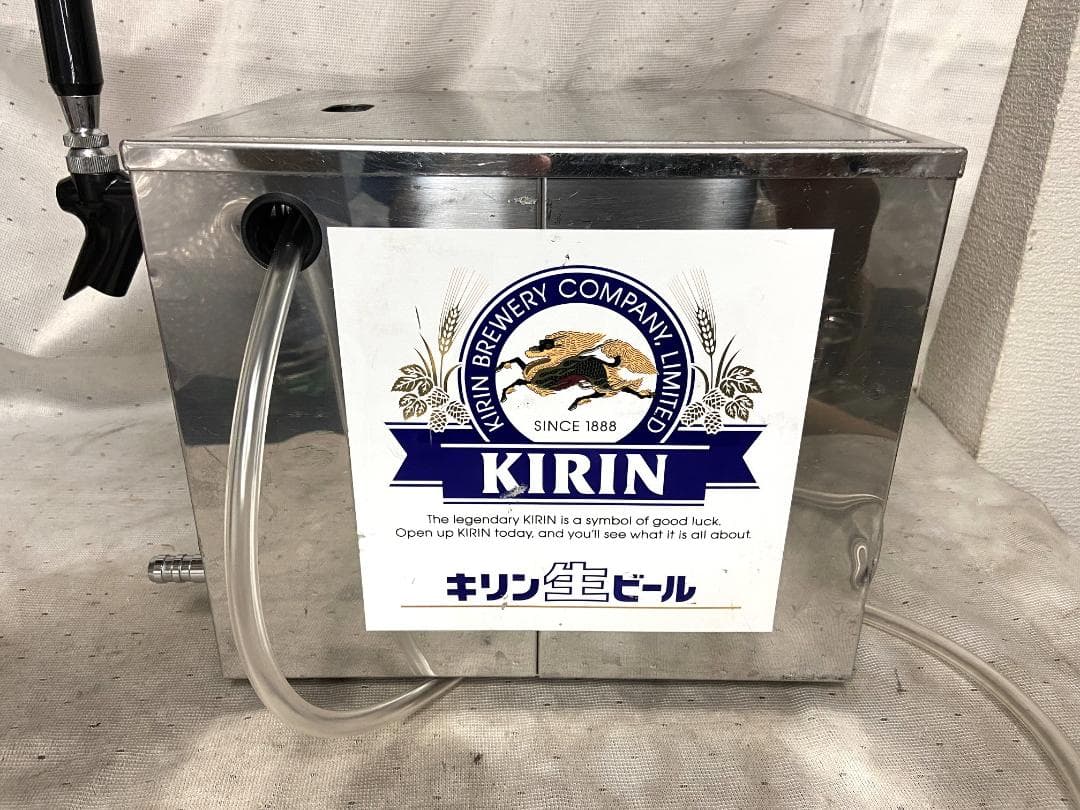 KIRIN BREWERY COMPANY, LIMITED
SINCE 1888
KIRIN
The legendary KIRIN is a symbol of good luck.
Open up KIRIN today, and you'll see what it is all about.
キリン生ビール